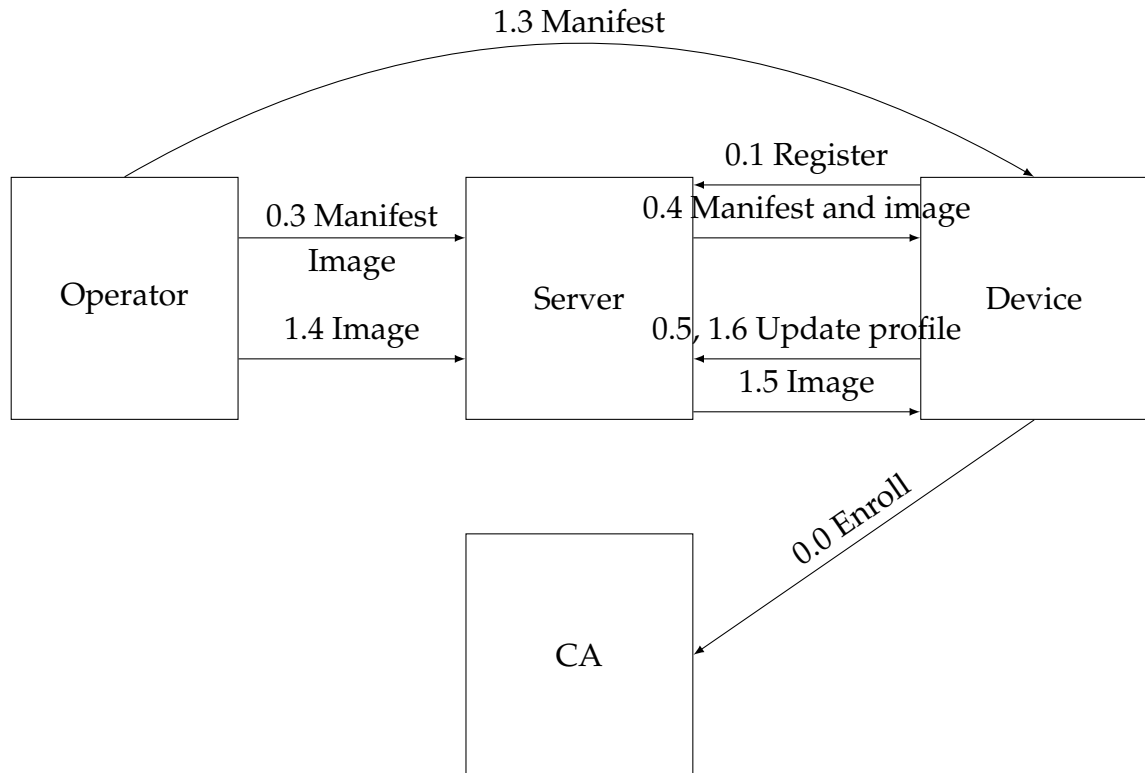 1.3 Manifest
0.1 Register
0.3 Manifest
Image
0.4 Manifest and image
Operator
Server
Device
1.4 Image
0.5, 1.6 Update profile
1.5 Image
0.0 Enroll
CA